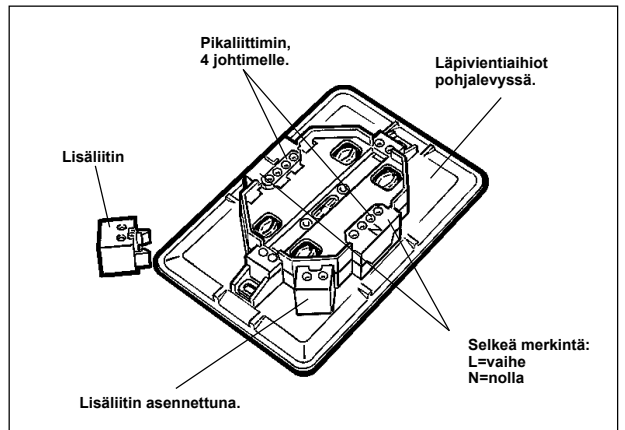 Pikaliittimin,
4 johtimelle.
Läpivientiaihiot
pohjalevyssä.
Lisäliitin
N
Selkeä merkintä:
L=vaihe
N=nolla
Lisäliitin asennettuna.